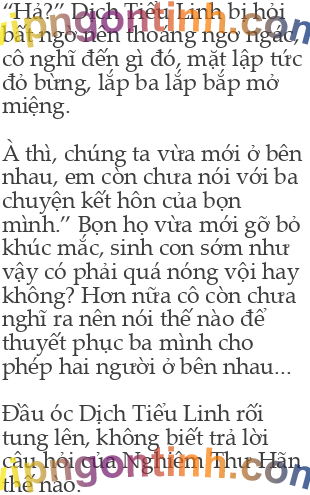 “Hả?” Dịch Tiểu Linh bị hỏi
bất ngờ nên thoáng ngơ ngác,
cô nghĩ đến gì đó, mặt lập tức
đỏ bừng, lắp ba lắp bắp mở
miệng.
À thì, chúng ta vừa mới ở bên
nhau, em còn chưa nói với ba
chuyện kết hôn của bọn
mình.” Bọn họ vừa mới gỡ bỏ
khúc mắc, sinh con sớm như
vậy có phải quá nóng vội hay
không? Hơn nữa cô còn chưa
nghĩ ra nên nói thế nào để
thuyết phục ba mình cho
phép hai người ở bên nhau...
Đầu óc Dịch Tiểu Linh rối
tung lên, không biết trả lời
câu hỏi của Nghiêm Thư Hãn
thế nào.
vipngontinh.com
vipngontinh.com